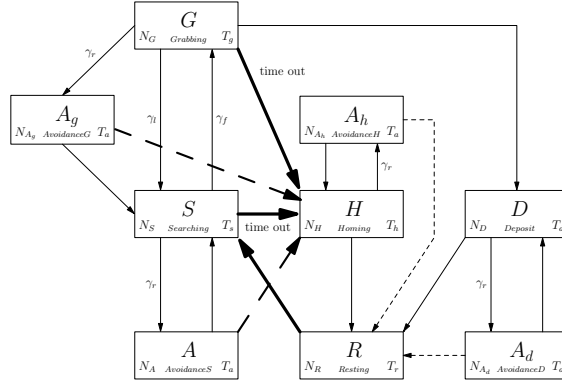 G
N_G Grabbing T_g
γ_r
time out
A_g
N_{A_g} AvoidanceG T_a
γ_l
γ_f
A_h
N_{A_h} AvoidanceH T_a
γ_r
S
N_S Searching T_s
time out
H
N_H Homing T_h
D
N_D Deposit T_d
γ_r
γ_r
A
N_A AvoidanceS T_a
R
N_R Resting T_r
A_d
N_{A_d} AvoidanceD T_a